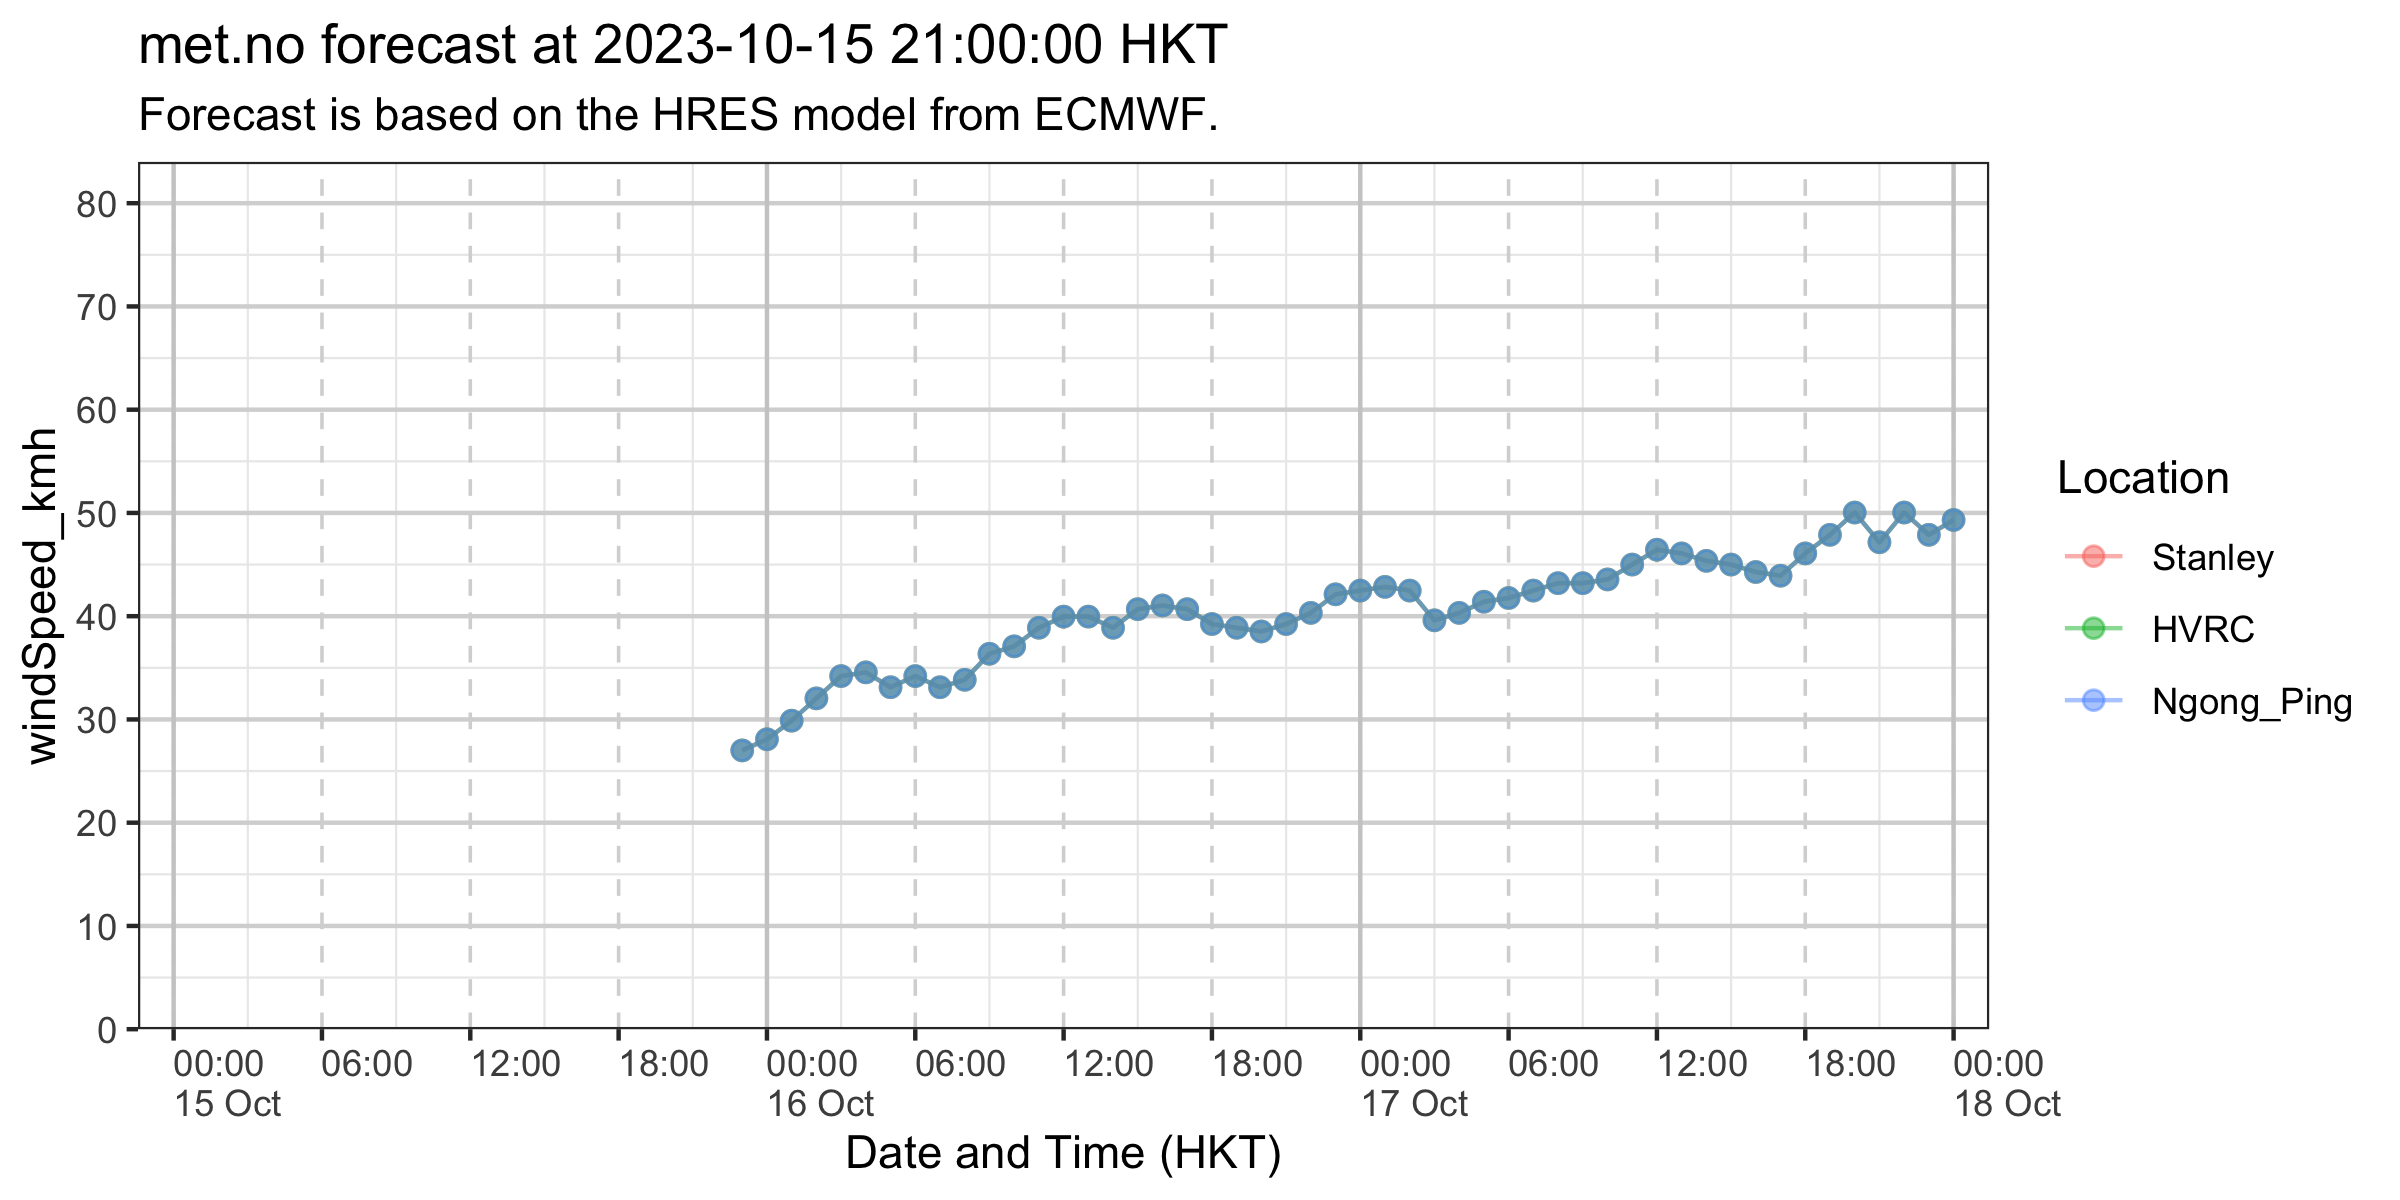 met.no forecast at 2023-10-15 21:00:00 HKT
Forecast is based on the HRES model from ECMWF.
windSpeed_kmh
80
70
60
50
40
30
20
10
0
00:00 06:00 12:00 18:00 00:00 06:00 12:00 18:00 00:00 06:00 12:00 18:00 00:00
15 Oct 16 Oct 17 Oct 18 Oct
Date and Time (HKT)
Location
Stanley
HVRC
Ngong_Ping